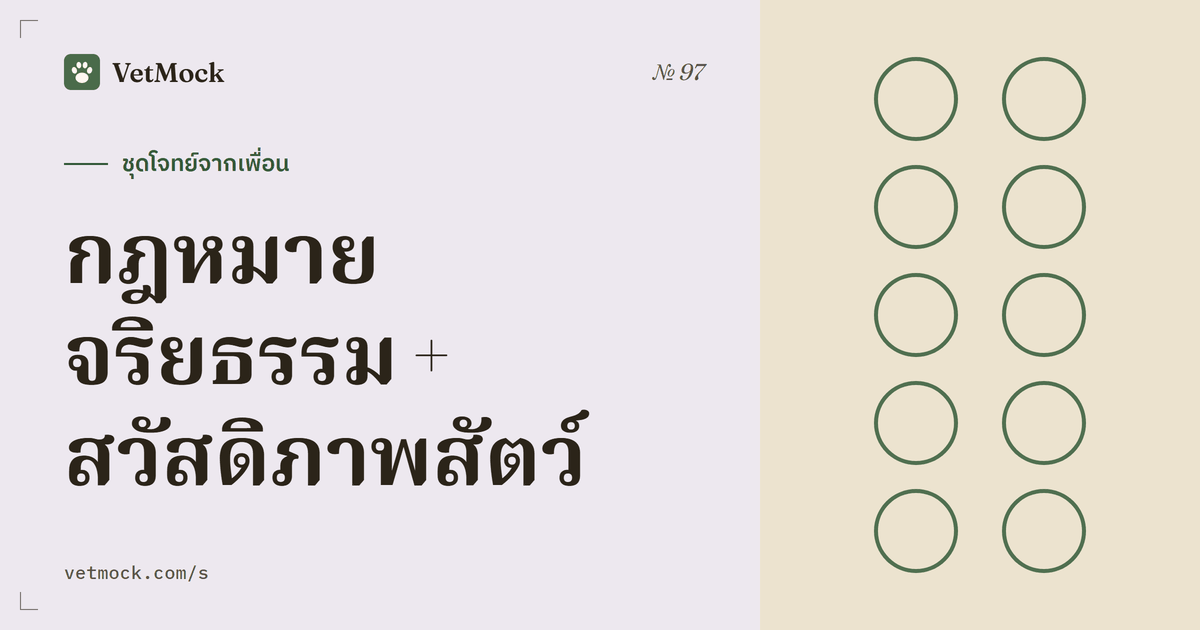 VetMock
№ 97
ชุดโจทย์จากเพื่อน
กฎหมาย
จริยธรรม +
สวัสดิภาพสัตว์
vetmock.com/s